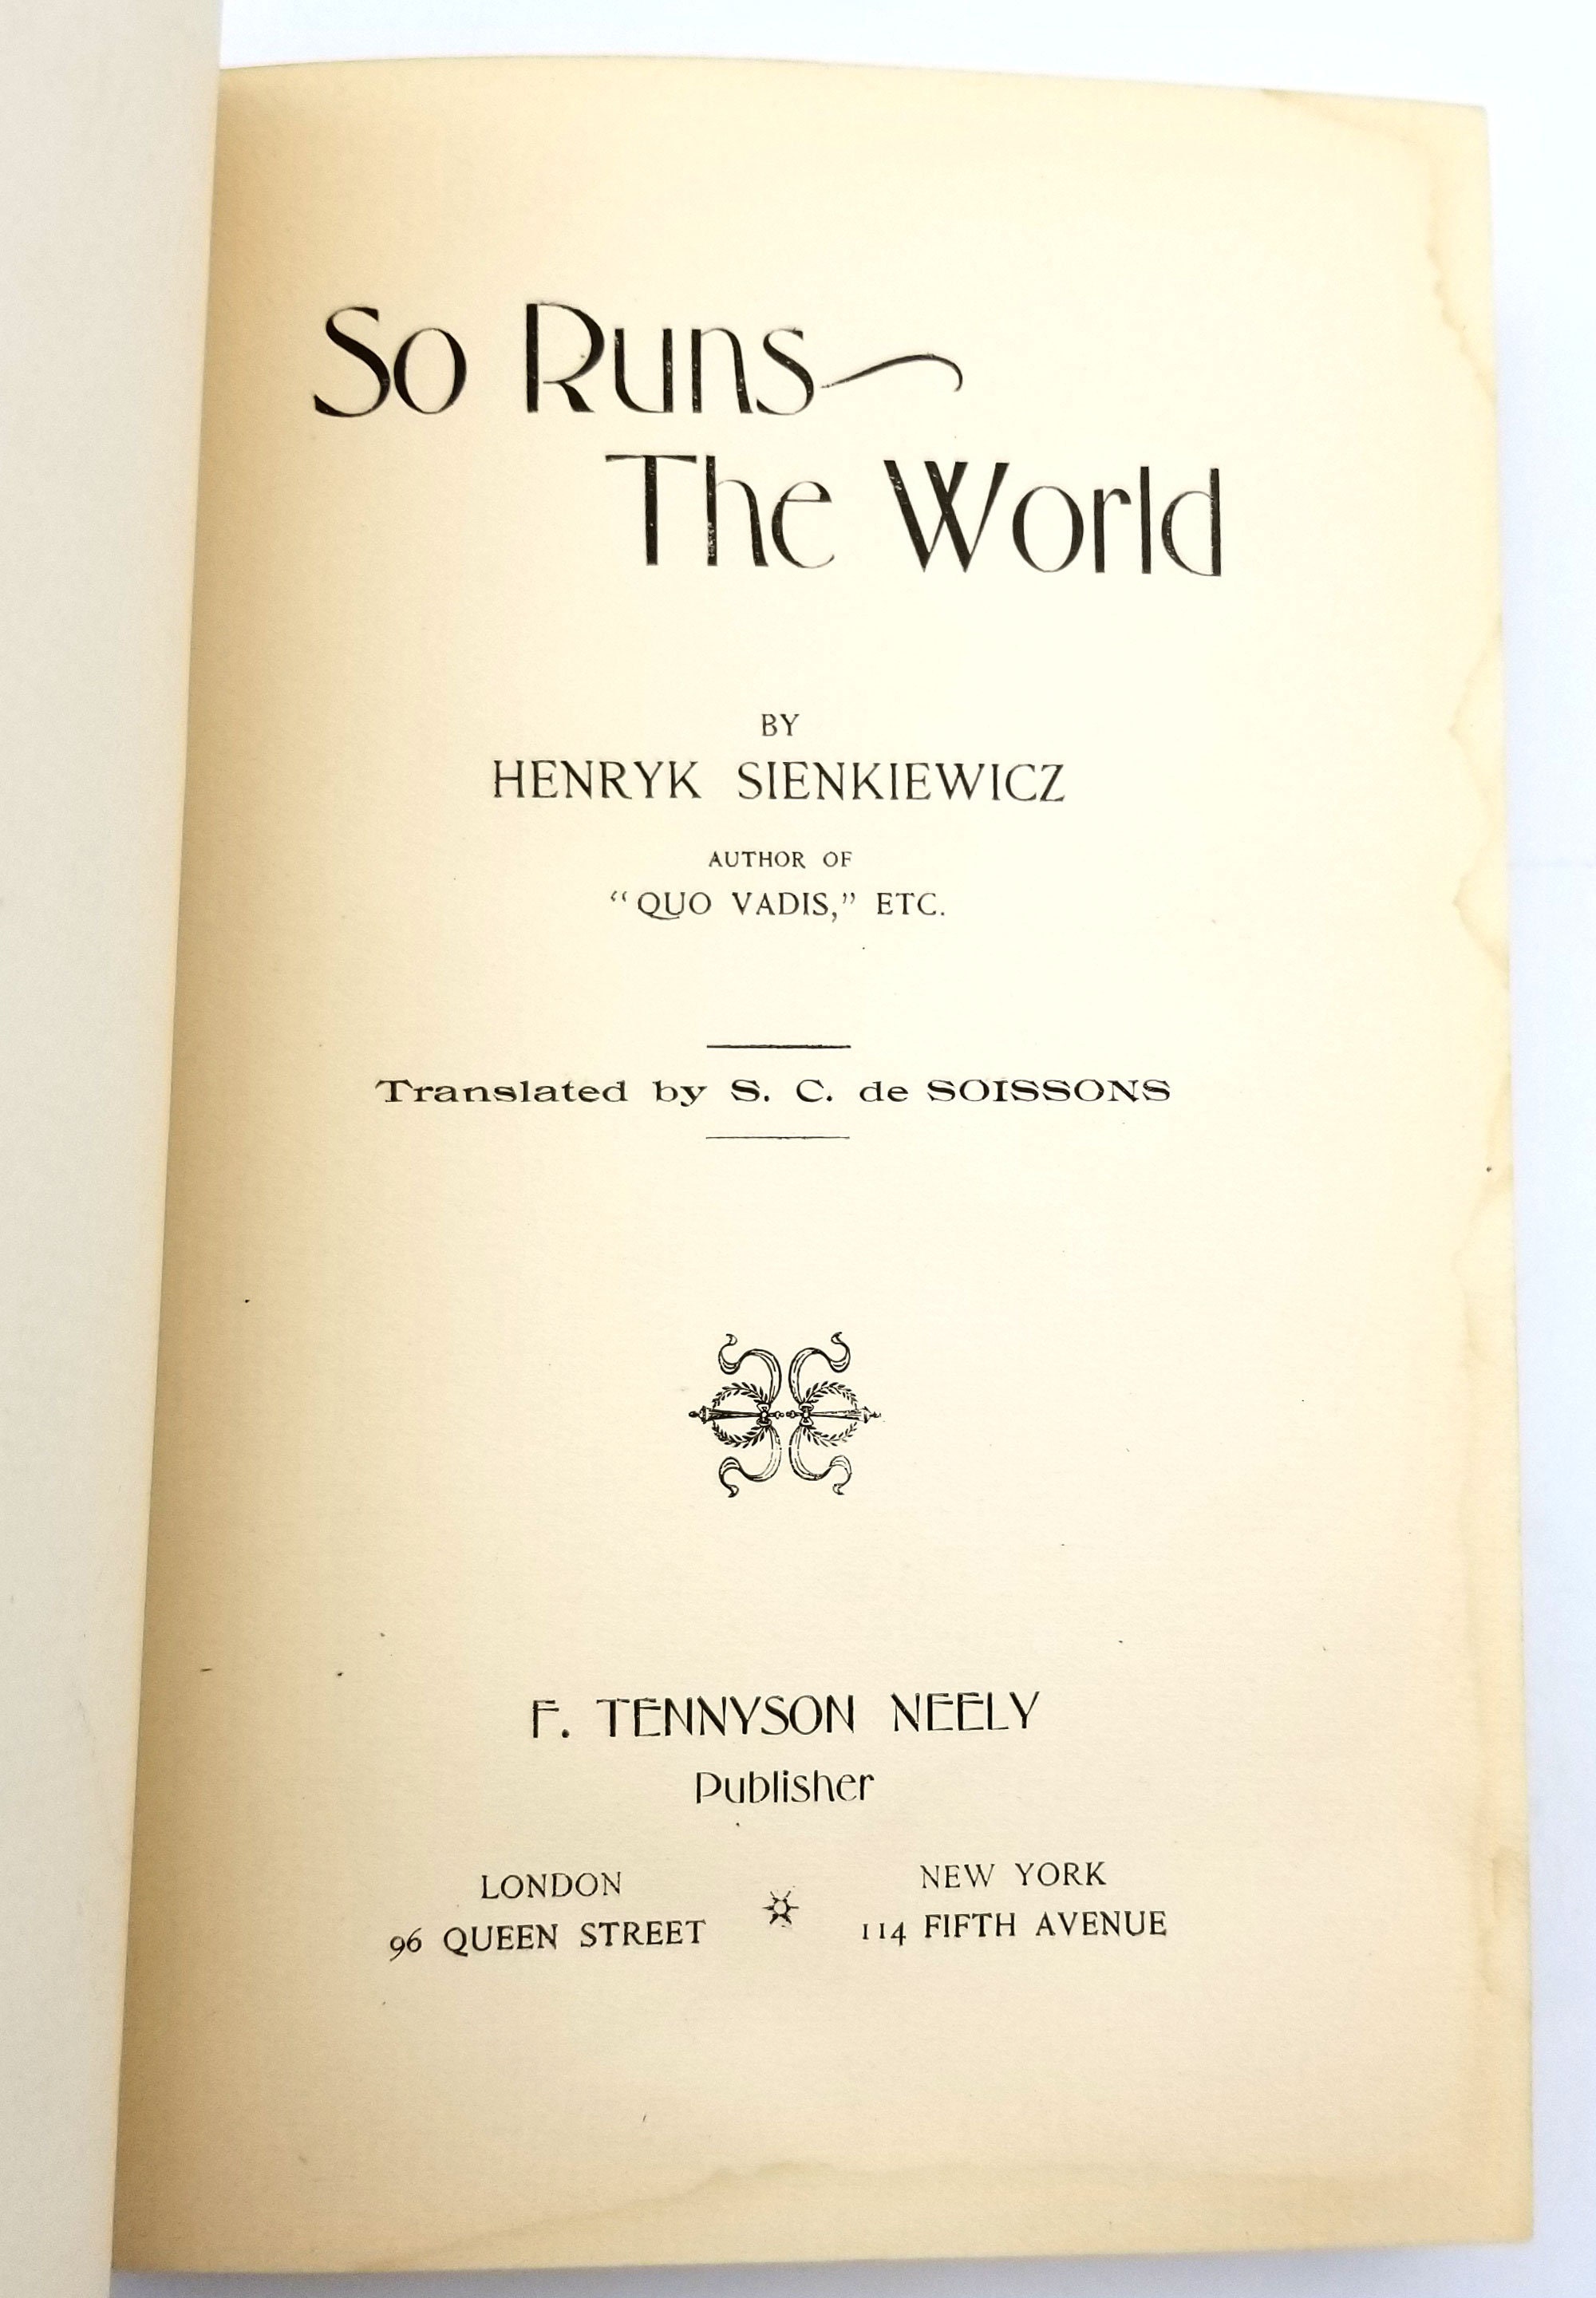 So Runs
The World
BY
HENRYK SIENKIEWICZ
AUTHOR OF
“QUO VADIS,” ETC.
Translated by S. C. de SOISSONS
F. TENNYSON NEELY
Publisher
LONDON
96 QUEEN STREET
NEW YORK
114 FIFTH AVENUE